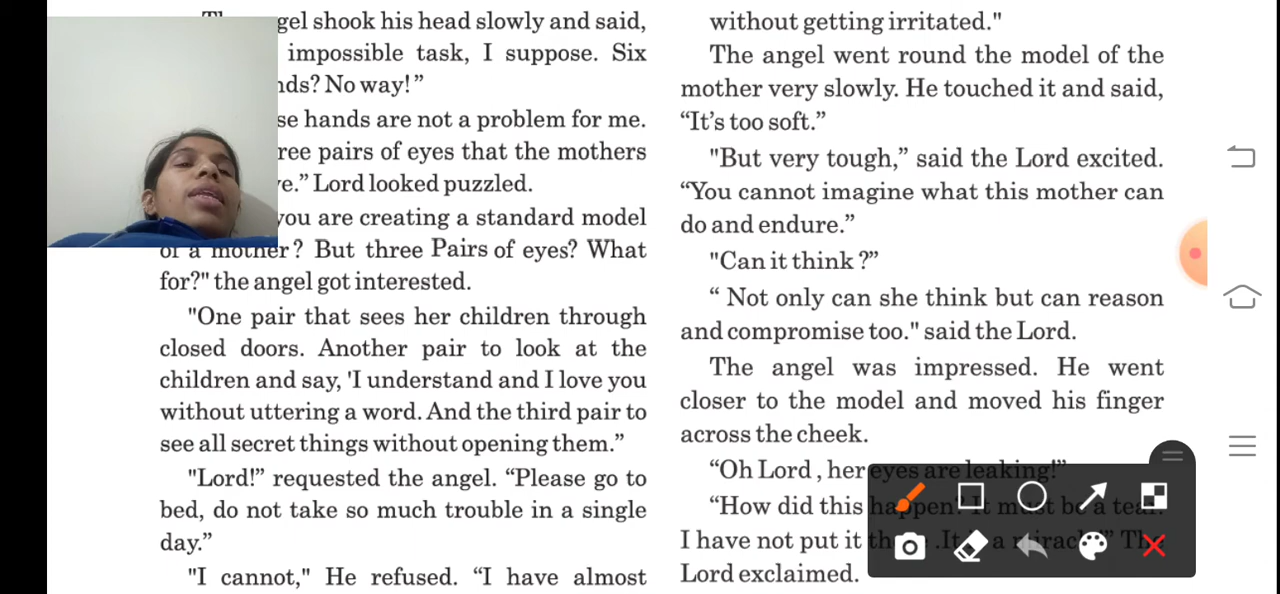 gel shook his head slowly and said,
impossible task, I suppose. Six
nds? No way!”
se hands are not a problem for me.
ree pairs of eyes that the mothers
e.” Lord looked puzzled.
you are creating a standard model
of a mother? But three Pairs of eyes? What
for?" the angel got interested.
"One pair that sees her children through
closed doors. Another pair to look at the
children and say, 'I understand and I love you
without uttering a word. And the third pair to
see all secret things without opening them.”
"Lord!” requested the angel. “Please go to
bed, do not take so much trouble in a single
day.”
"I cannot," He refused. “I have almost
without getting irritated."
The angel went round the model of the
mother very slowly. He touched it and said,
“It’s too soft.”
"But very tough,” said the Lord excited.
“You cannot imagine what this mother can
do and endure.”
"Can it think ?”
“ Not only can she think but can reason
and compromise too." said the Lord.
The angel was impressed. He went
closer to the model and moved his finger
across the cheek.
“Oh Lord , her eyes are leaking!”
“How did this happen? It must be a tear.
I have not put it .It is a miracle!” The
Lord exclaimed.